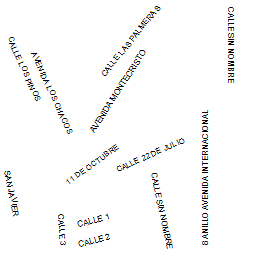 CALLE LAS PALMERA 8
CALLE SIN NOMBRE
CALLE LOS PINOS
AVENIDA LOS CHACOS
AVENIDA MONTECRISTO
11 DE OCTUBRE
CALLE 22 DE JULIO
8 ANILLO AVENIDA INTERNACIONAL
SAN JAVIER
CALLE SIN NOMBRE
CALLE 3
CALLE 1
CALLE 2